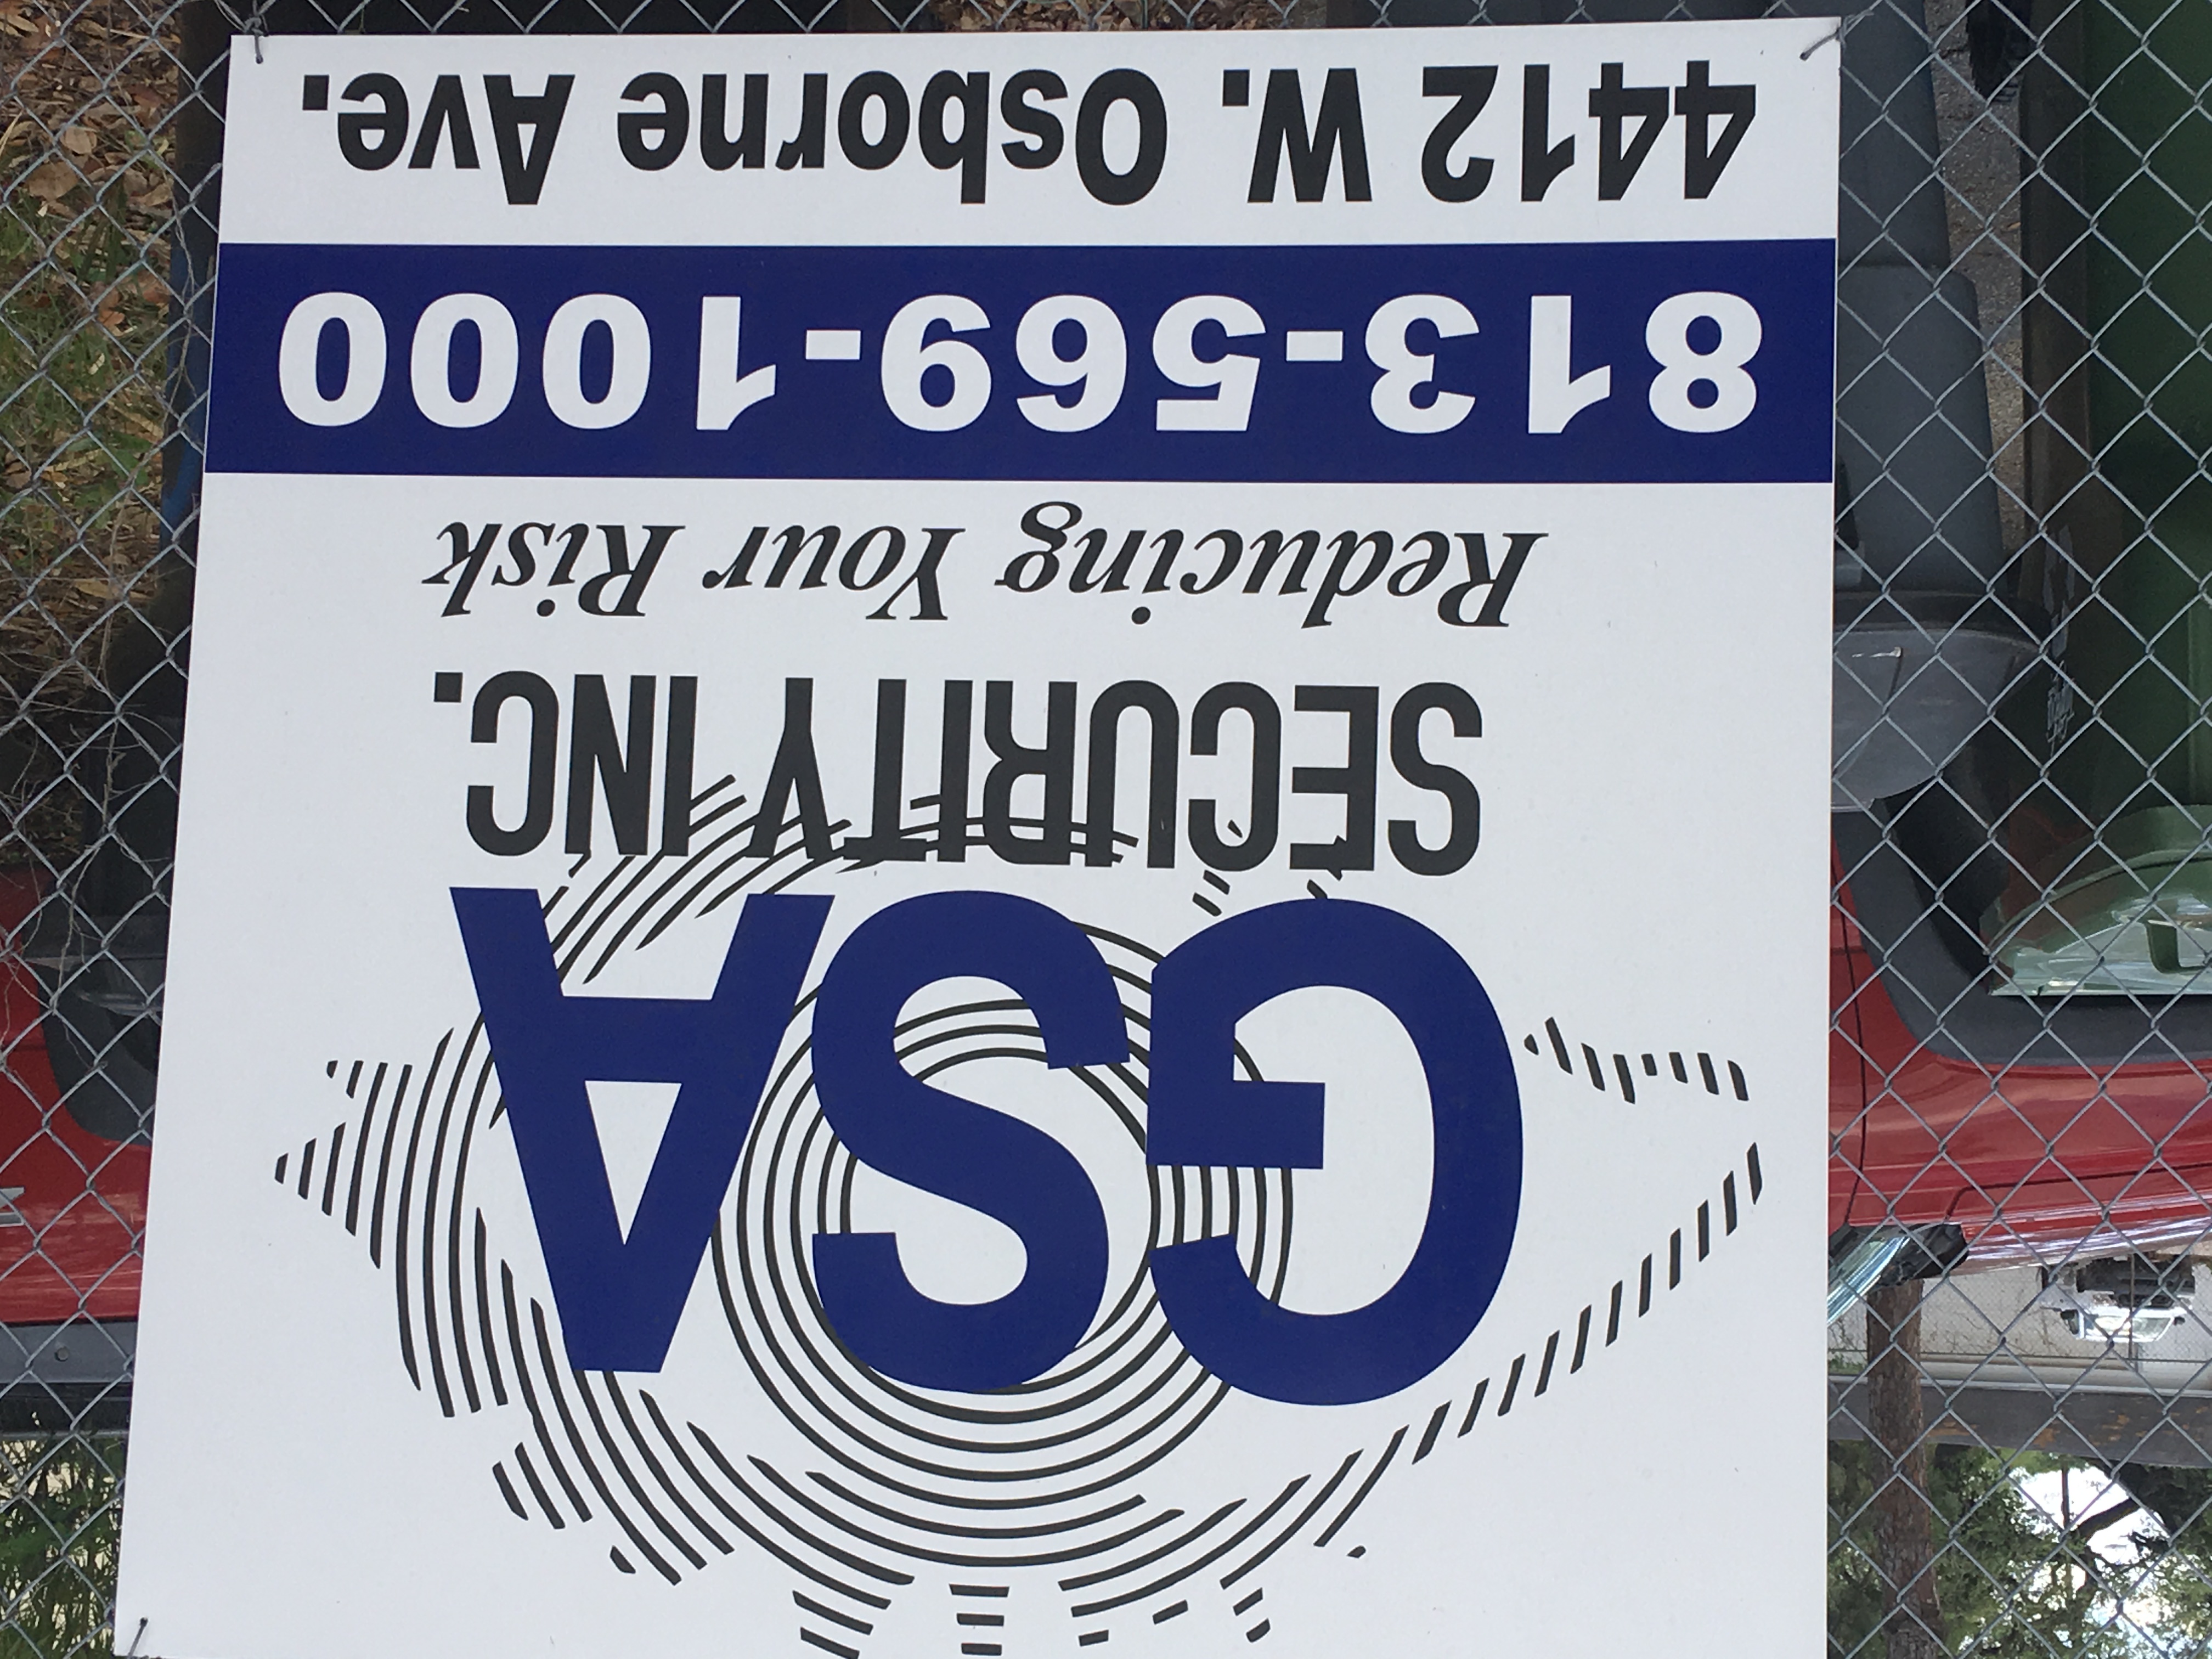 GSA
SECURITY INC.
Reducing Your Risk
813-569-1000
4412 W. Osborne Ave.